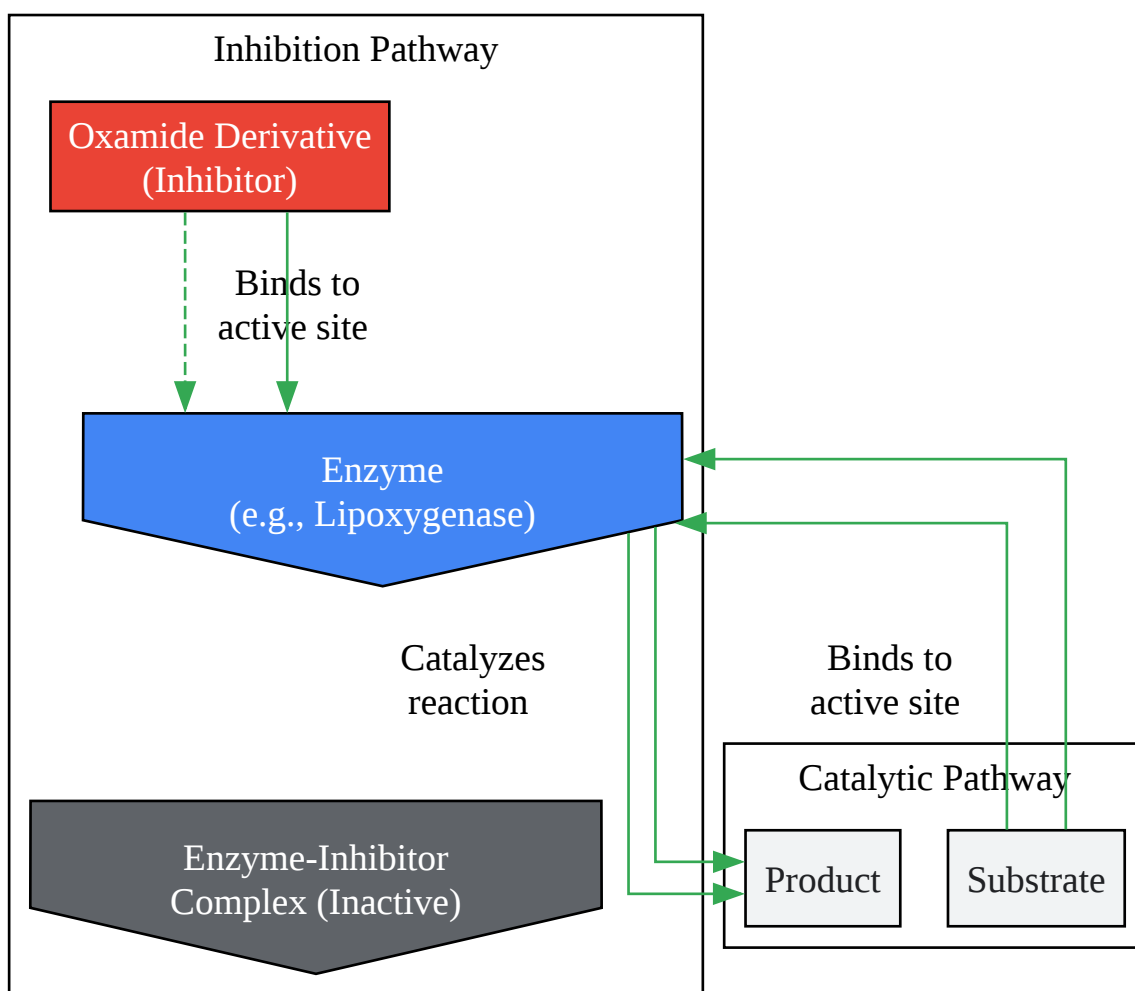 Inhibition Pathway
Oxamide Derivative
(Inhibitor)
Binds to
active site
Enzyme
(e.g., Lipoxygenase)
Catalyzes
reaction
Binds to
active site
Catalytic Pathway
Enzyme-Inhibitor
Complex (Inactive)
Product
Substrate